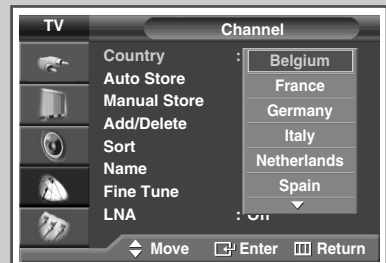 TV
Channel
Country :
Auto Store
Manual Store
Add/Delete
Sort
Name
Fine Tune
LNA : Off
Belgium
France
Germany
Italy
Netherlands
Spain
Move Enter Return